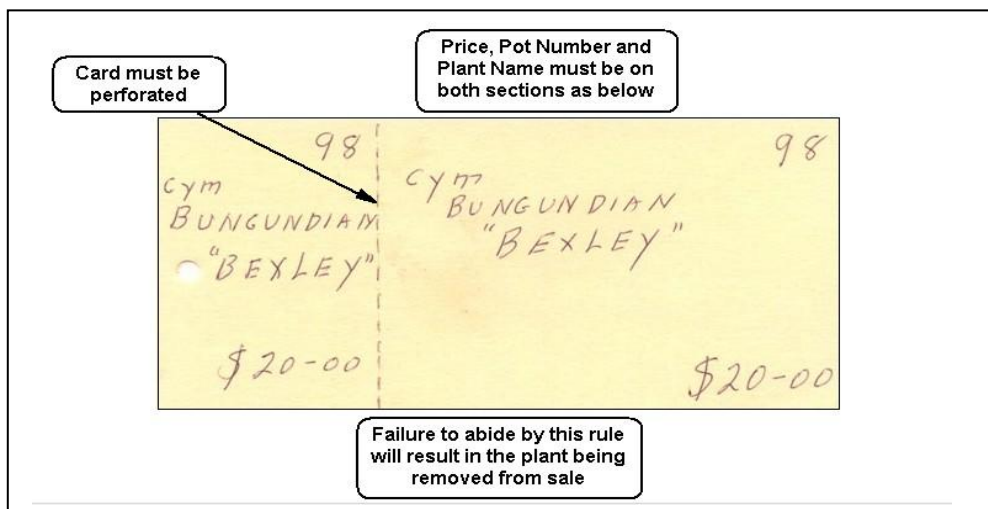 Card must be
perforated
Price, Pot Number and
Plant Name must be on
both sections as below
98
cym
BUNGUNDIAN
"BEXLEY"
$20-00
98
cym
BUNGUNDIAN
"BEXLEY"
$20-00
Failure to abide by this rule
will result in the plant being
removed from sale